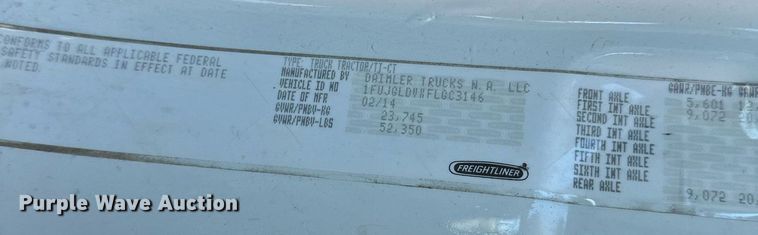 CONFORMS TO ALL APPLICABLE FEDERAL
SAFETY STANDARDS IN EFFECT AT DATE
NOTED.
TYPE: TRUCK TRACTOR/TT-CT
MANUFACTURED BY DAIMLER TRUCKS N.A. LLC
VEHICLE ID NO
DATE OF MFR 02/14
GVWR/PNBV-KG 23,745
GVWR/PNBV-LBS 52,350
FREIGHTLINER
GAWR/PNBE-KG
FRONT AXLE 5,601
FIRST INT AXLE 9,072
SECOND INT AXLE
THIRD INT AXLE
FOURTH INT AXLE
FIFTH INT AXLE
SIXTH INT AXLE
REAR AXLE 9,072
Purple Wave Auction